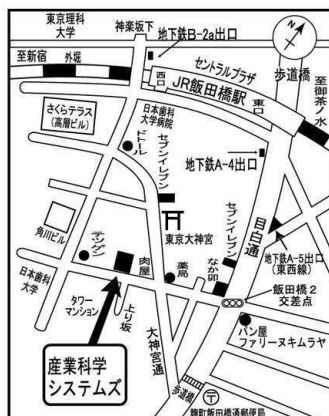 東京理科
大学
神楽坂下
地下鉄B-2a出口
N
至新宿
外堀
セントラルプラザ
西口
JR飯田橋駅
東口
歩道橋
至御茶ノ水
さくらテラス
(高層ビル)
日本歯科
大学病院
ドトール
セブンイレブン
地下鉄A-4出口
角川ビル
東京大神宮
セブンイレブン
目白通
地下鉄A-5出口
(東西線)
テンゲン
肉屋
薬局
なか卯
飯田橋2
交差点
日本歯科
大学
タワー
マンション
上り坂
大神宮通
パン屋
ファリーヌキムラヤ
産業科学
システムズ
歩道橋
麹町飯田橋通郵便局